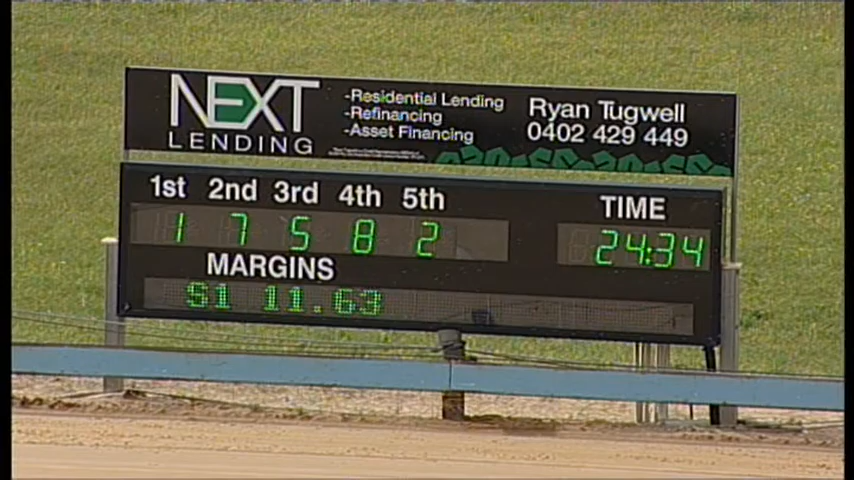 NEXT
LENDING
-Residential Lending
-Refinancing
-Asset Financing
Ryan Tugwell
0402 429 449
1st 2nd 3rd 4th 5th
1 7 5 8 2
TIME
24:34
MARGINS
S1 11.63